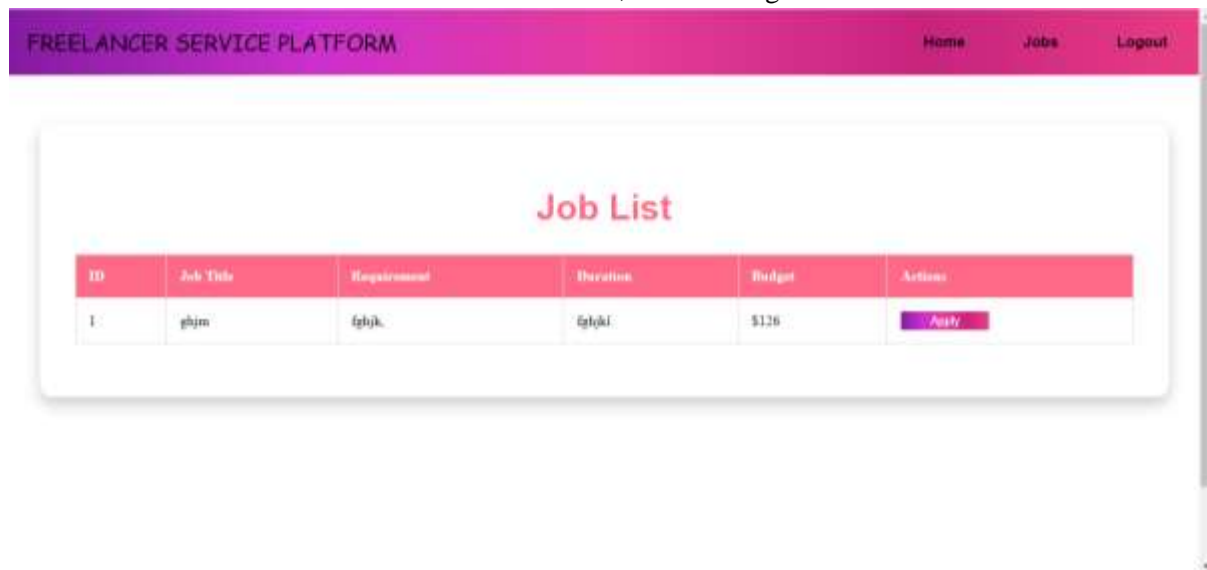 FREELANCER SERVICE PLATFORM Home Jobs Logout
Job List
ID Job Title Requirement Duration Budget Actions
1 ghjm fghjk, $126 Apply